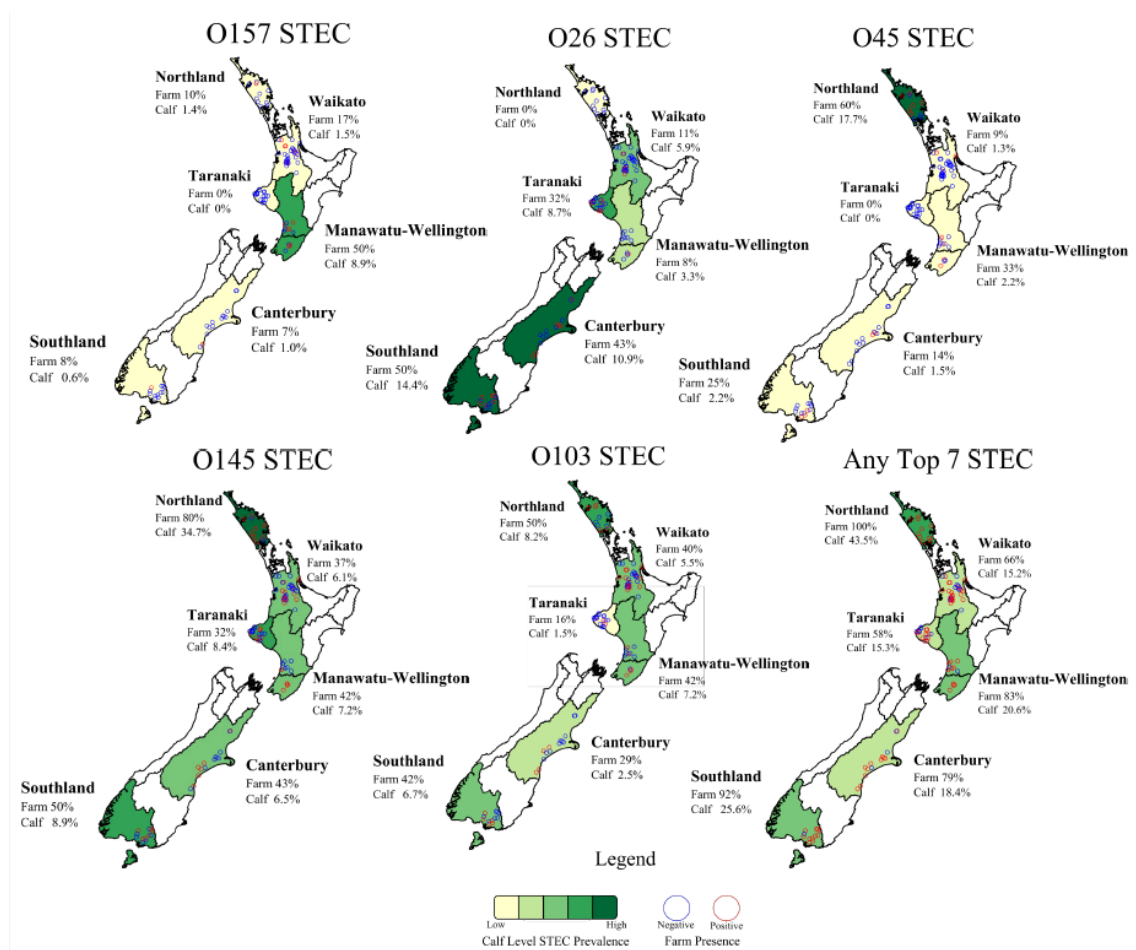 O157 STEC
Northland
Farm 10%
Calf 1.4%
Waikato
Farm 17%
Calf 1.5%
Taranaki
Farm 0%
Calf 0%
Manawatu-Wellington
Farm 50%
Calf 8.9%
Canterbury
Farm 7%
Calf 1.0%
Southland
Farm 8%
Calf 0.6%
O26 STEC
Northland
Farm 0%
Calf 0%
Waikato
Farm 11%
Calf 5.9%
Taranaki
Farm 32%
Calf 8.7%
Manawatu-Wellington
Farm 8%
Calf 3.3%
Canterbury
Farm 43%
Calf 10.9%
Southland
Farm 50%
Calf 14.4%
O45 STEC
Northland
Farm 60%
Calf 17.7%
Waikato
Farm 9%
Calf 1.3%
Taranaki
Farm 0%
Calf 0%
Manawatu-Wellington
Farm 33%
Calf 2.2%
Canterbury
Farm 14%
Calf 1.5%
Southland
Farm 25%
Calf 2.2%
O145 STEC
Northland
Farm 80%
Calf 34.7%
Waikato
Farm 37%
Calf 6.1%
Taranaki
Farm 32%
Calf 8.4%
Manawatu-Wellington
Farm 42%
Calf 7.2%
Canterbury
Farm 43%
Calf 6.5%
Southland
Farm 50%
Calf 8.9%
O103 STEC
Northland
Farm 50%
Calf 8.2%
Waikato
Farm 40%
Calf 5.5%
Taranaki
Farm 16%
Calf 1.5%
Manawatu-Wellington
Farm 42%
Calf 7.2%
Canterbury
Farm 29%
Calf 2.5%
Southland
Farm 42%
Calf 6.7%
Any Top 7 STEC
Northland
Farm 100%
Calf 43.5%
Waikato
Farm 66%
Calf 15.2%
Taranaki
Farm 58%
Calf 15.3%
Manawatu-Wellington
Farm 83%
Calf 20.6%
Canterbury
Farm 79%
Calf 18.4%
Southland
Farm 92%
Calf 25.6%
Legend
Low High
Calf Level STEC Prevalence
Negative Positive
Farm Presence